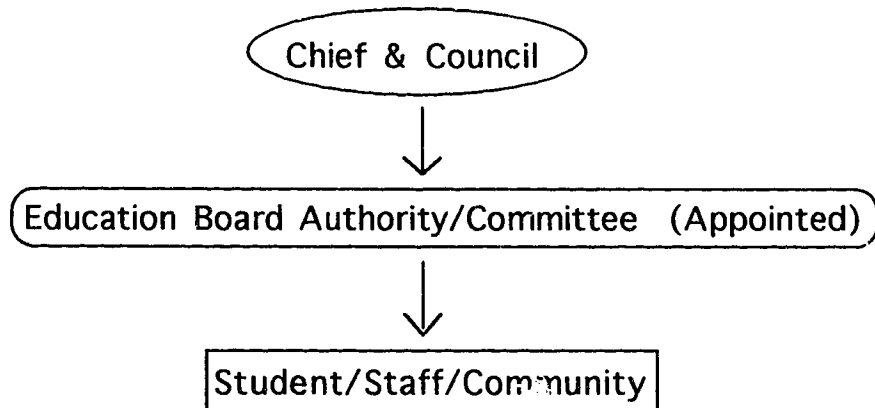 Chief & Council
Education Board Authority/Committee (Appointed)
Student/Staff/Community